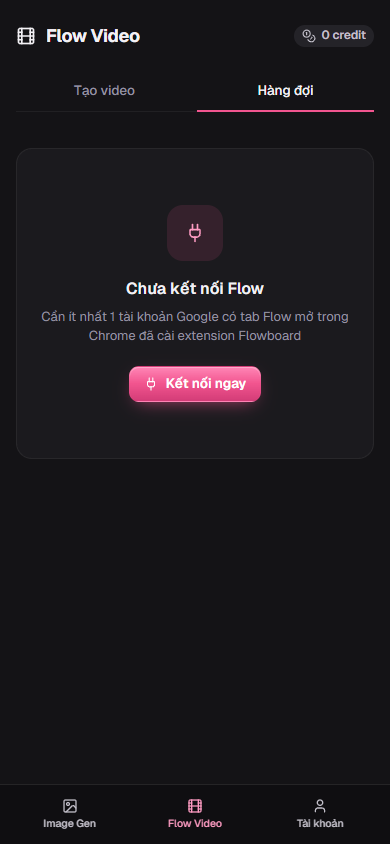 Flow Video
0 credit
Tạo video
Hàng đợi
Chưa kết nối Flow
Cần ít nhất 1 tài khoản Google có tab Flow mở trong
Chrome đã cài extension Flowboard
Kết nối ngay
Image Gen
Flow Video
Tài khoản